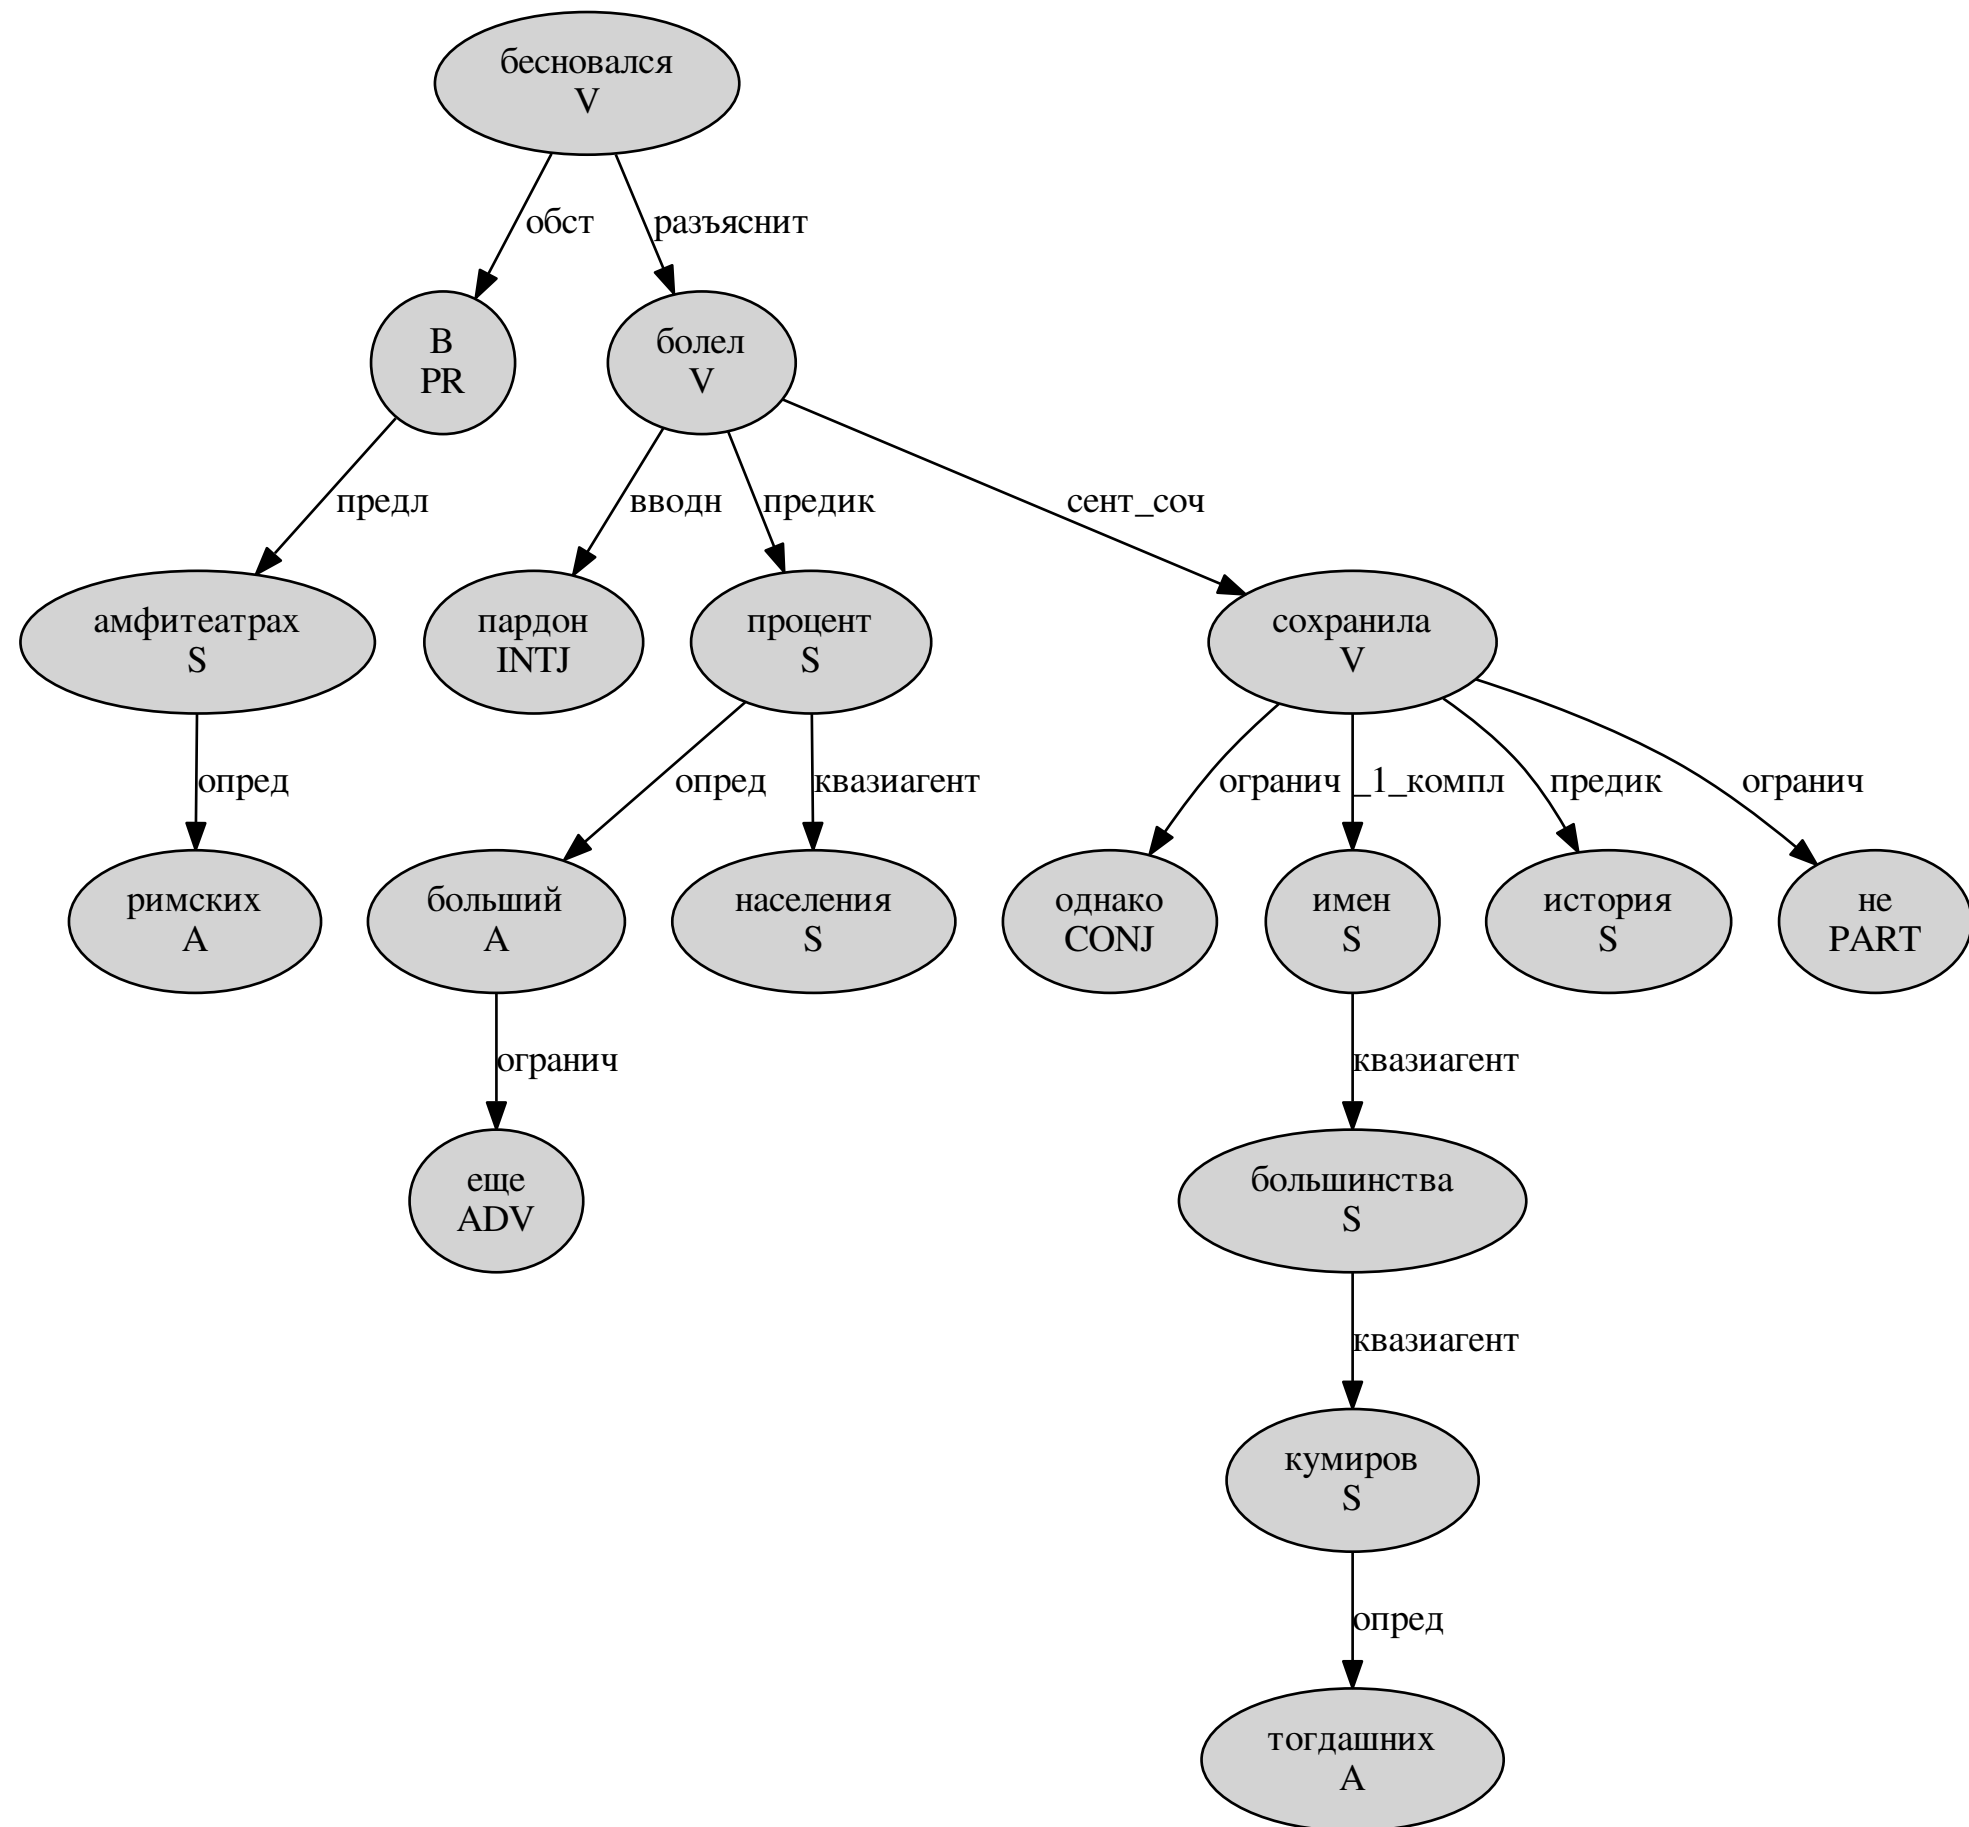 бесновался
V
обст
разъяснит
В
PR
болел
V
предл
вводн
предик
сент_соч
амфитеатрах
S
пардон
INTJ
процент
S
сохранила
V
опред
опред
квазиагент
огранич
_1_компл
предик
огранич
римских
A
больший
A
населения
S
однако
CONJ
имен
S
история
S
не
PART
огранич
квазиагент
еще
ADV
большинства
S
квазиагент
кумиров
S
опред
тогдашних
A